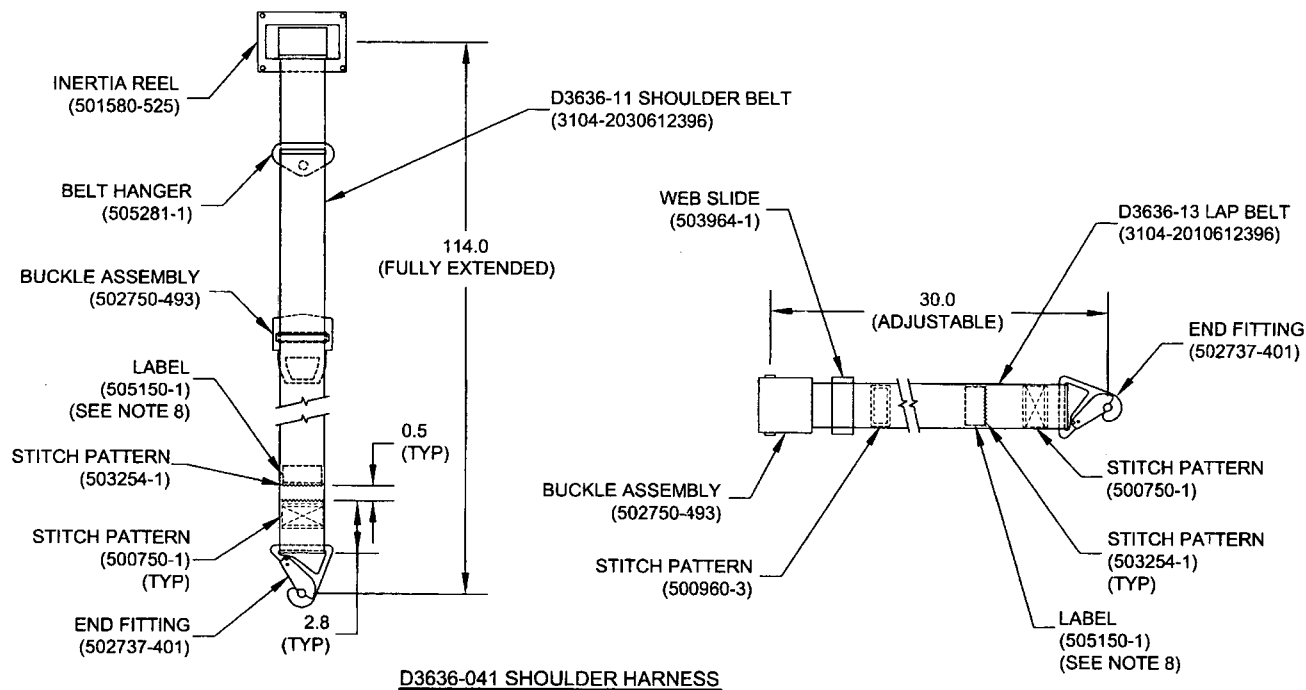 INERTIA REEL
(501580-525)
D3636-11 SHOULDER BELT
(3104-2030612396)
BELT HANGER
(505281-1)
114.0
(FULLY EXTENDED)
BUCKLE ASSEMBLY
(502750-493)
LABEL
(505150-1)
(SEE NOTE 8)
0.5
(TYP)
STITCH PATTERN
(503254-1)
STITCH PATTERN
(500750-1)
(TYP)
END FITTING
(502737-401)
2.8
(TYP)
WEB SLIDE
(503964-1)
D3636-13 LAP BELT
(3104-2010612396)
30.0
(ADJUSTABLE)
END FITTING
(502737-401)
BUCKLE ASSEMBLY
(502750-493)
STITCH PATTERN
(500750-1)
STITCH PATTERN
(500960-3)
STITCH PATTERN
(503254-1)
(TYP)
LABEL
(505150-1)
(SEE NOTE 8)
D3636-041 SHOULDER HARNESS